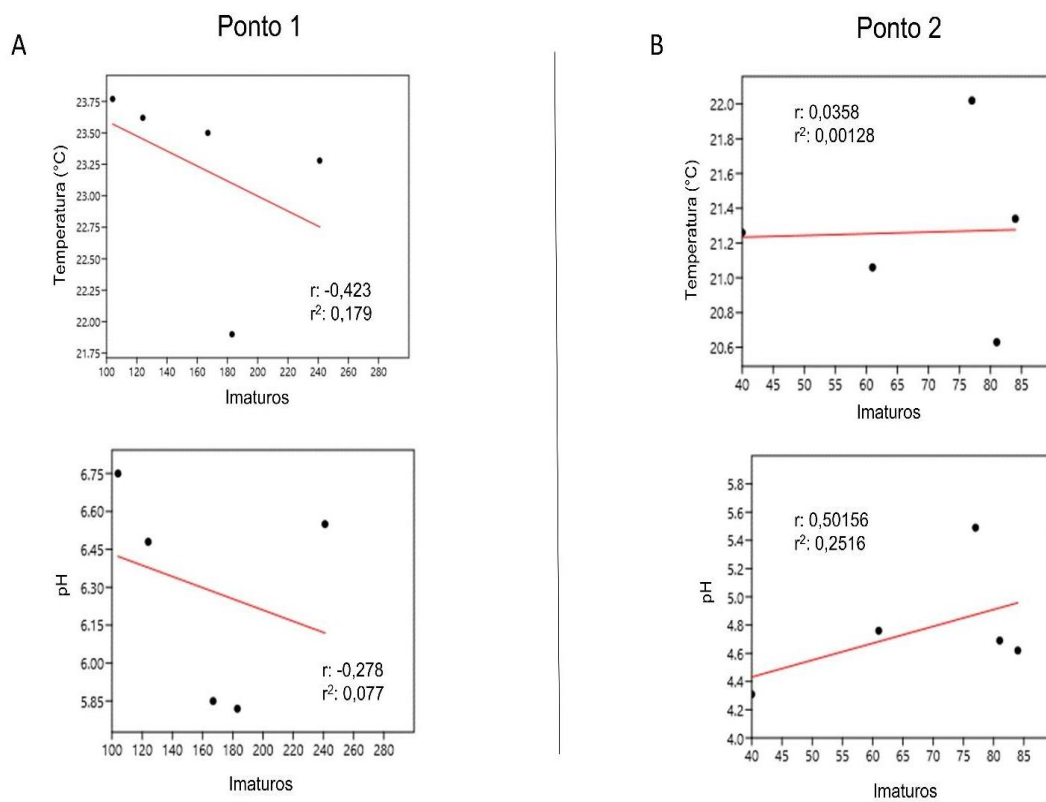 Ponto 1
A
Temperatura (°C)
23.75
23.50
23.25
23.00
22.75
22.50
22.25
22.00
21.75
r: -0,423
r²: 0,179
100 120 140 160 180 200 220 240 260 280
Imaturos
pH
6.75
6.60
6.45
6.30
6.15
6.00
5.85
r: -0,278
r²: 0,077
100 120 140 160 180 200 220 240 260 280
Imaturos
Ponto 2
B
Temperatura (°C)
22.0
21.8
21.6
21.4
21.2
21.0
20.8
20.6
r: 0,0358
r²: 0,00128
40 45 50 55 60 65 70 75 80 85
Imaturos
pH
5.8
5.6
5.4
5.2
5.0
4.8
4.6
4.4
4.2
4.0
r: 0,50156
r²: 0,2516
40 45 50 55 60 65 70 75 80 85
Imaturos